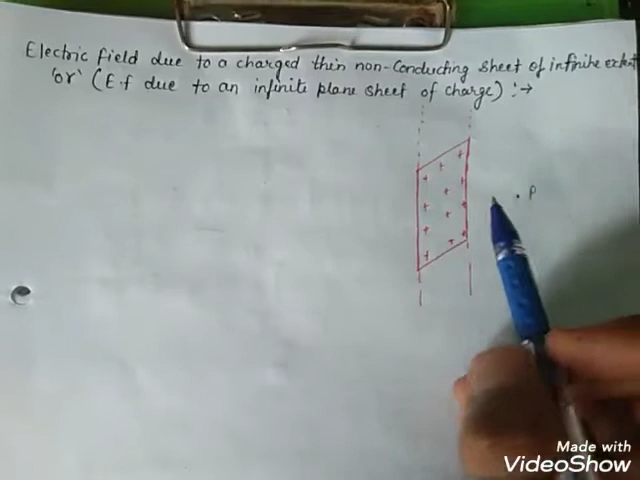 Electric field due to a charged thin non-Conducting sheet of infinite extent
'or' (E.f due to an infinite plane sheet of charge) :→
. P
Made with
VideoShow